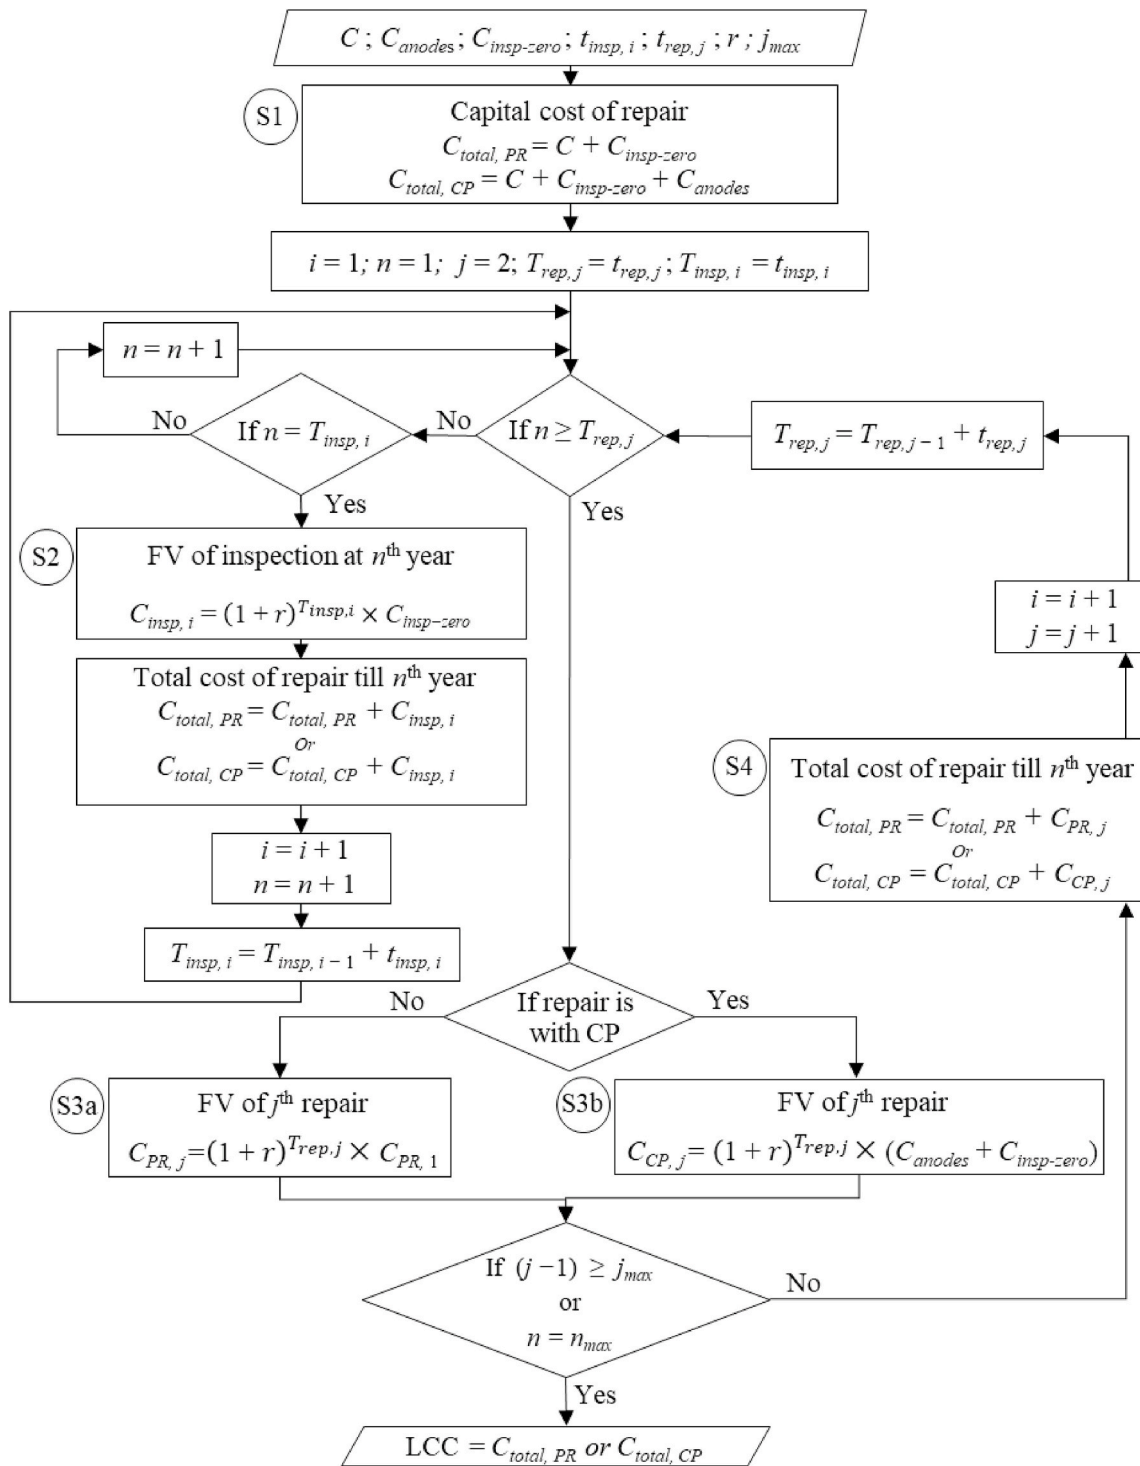 C ; C_anodes; C_insp-zero; t_insp, i ; t_rep, j ; r ; j_max
S1
Capital cost of repair
C_total, PR = C + C_insp-zero
C_total, CP = C + C_insp-zero + C_anodes
i = 1; n = 1; j = 2; T_rep, j = t_rep, j ; T_insp, i = t_insp, i
n = n + 1
No
If n = T_insp, i
No
If n ≥ T_rep, j
T_rep, j = T_rep, j − 1 + t_rep, j
Yes
Yes
S2
FV of inspection at nth year
C_insp, i = (1 + r)^T_insp,i × C_insp−zero
i = i + 1
j = j + 1
Total cost of repair till nth year
C_total, PR = C_total, PR + C_insp, i
Or
C_total, CP = C_total, CP + C_insp, i
S4
Total cost of repair till nth year
C_total, PR = C_total, PR + C_PR, j
Or
C_total, CP = C_total, CP + C_CP, j
i = i + 1
n = n + 1
T_insp, i = T_insp, i − 1 + t_insp, i
No
If repair is
with CP
Yes
S3a
FV of jth repair
C_PR, j = (1 + r)^T_rep,j × C_PR, 1
S3b
FV of jth repair
C_CP, j = (1 + r)^T_rep,j × (C_anodes + C_insp-zero)
If (j −1) ≥ j_max
or
n = n_max
No
Yes
LCC = C_total, PR or C_total, CP